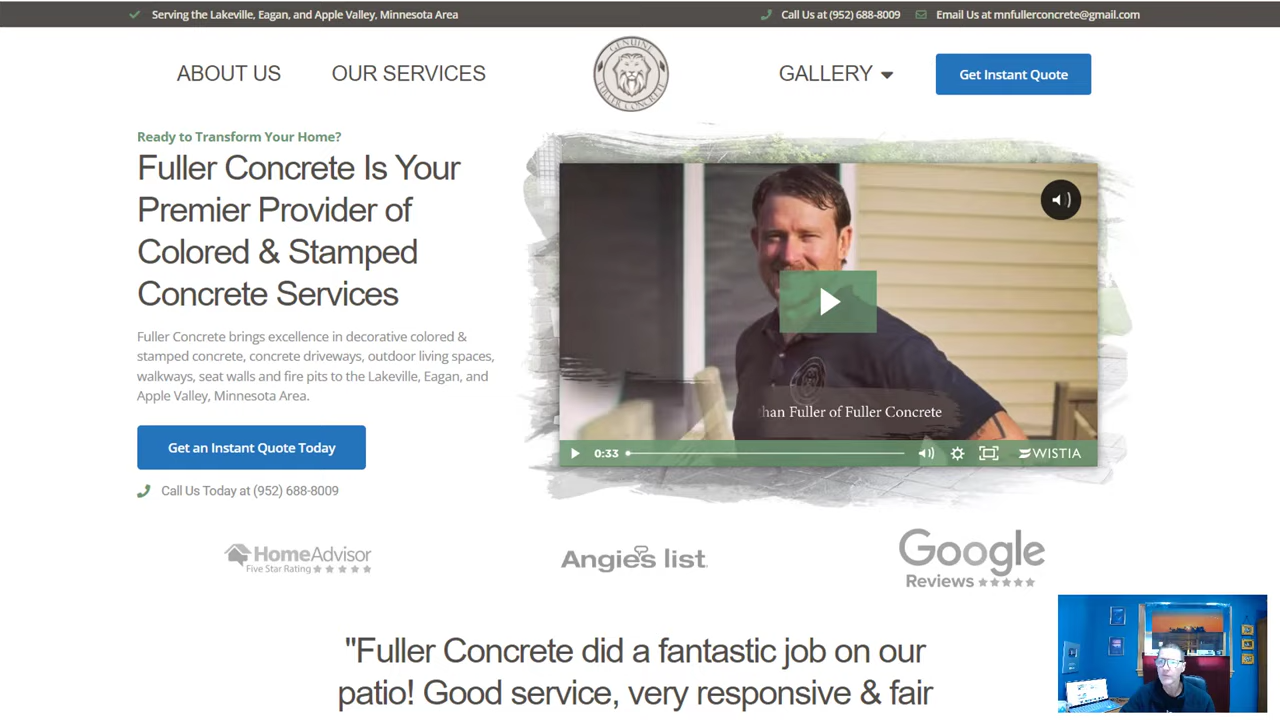 Serving the Lakeville, Eagan, and Apple Valley, Minnesota Area
Call Us at (952) 688-8009
Email Us at mnfullerconcrete@gmail.com
ABOUT US
OUR SERVICES
GENUINE
FULLER CONCRETE
GALLERY
Get Instant Quote
Ready to Transform Your Home?
Fuller Concrete Is Your
Premier Provider of
Colored & Stamped
Concrete Services
Fuller Concrete brings excellence in decorative colored &
stamped concrete, concrete driveways, outdoor living spaces,
walkways, seat walls and fire pits to the Lakeville, Eagan, and
Apple Valley, Minnesota Area.
Get an Instant Quote Today
Call Us Today at (952) 688-8009
han Fuller of Fuller Concrete
0:33
WISTIA
HomeAdvisor
Five Star Rating
Angie's list
Google
Reviews
"Fuller Concrete did a fantastic job on our
patio! Good service, very responsive & fair